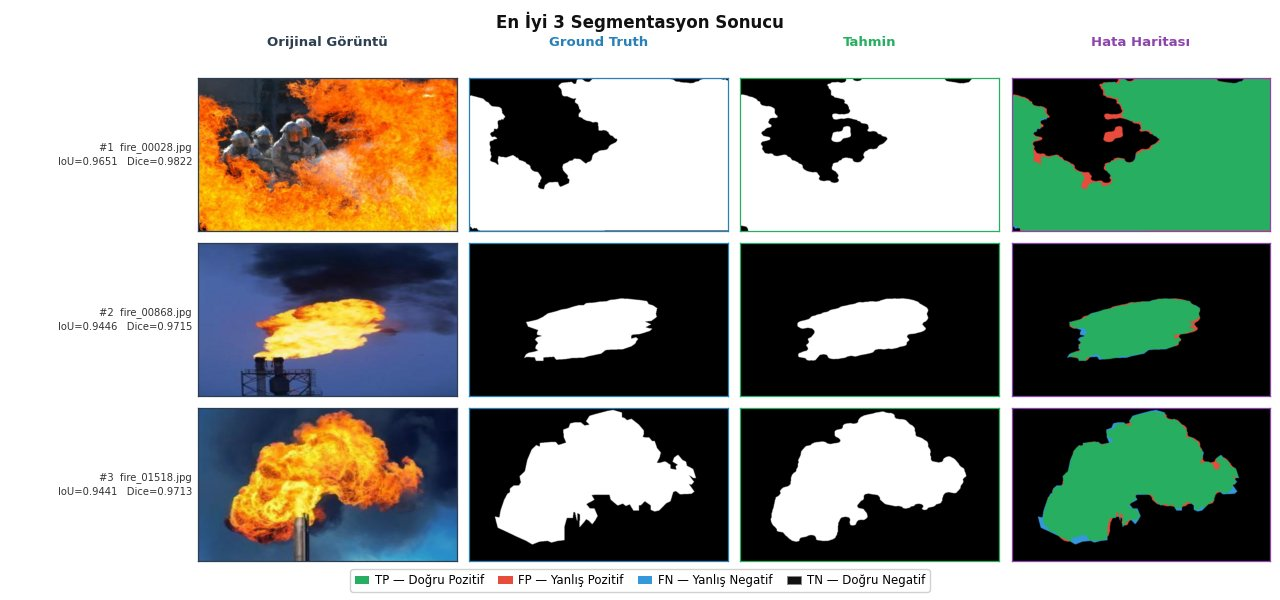 En İyi 3 Segmentasyon Sonucu
Orijinal Görüntü
Ground Truth
Tahmin
Hata Haritası
#1 fire_00028.jpg
IoU=0.9651 Dice=0.9822
#2 fire_00868.jpg
IoU=0.9446 Dice=0.9715
#3 fire_01518.jpg
IoU=0.9441 Dice=0.9713
TP — Doğru Pozitif
FP — Yanlış Pozitif
FN — Yanlış Negatif
TN — Doğru Negatif